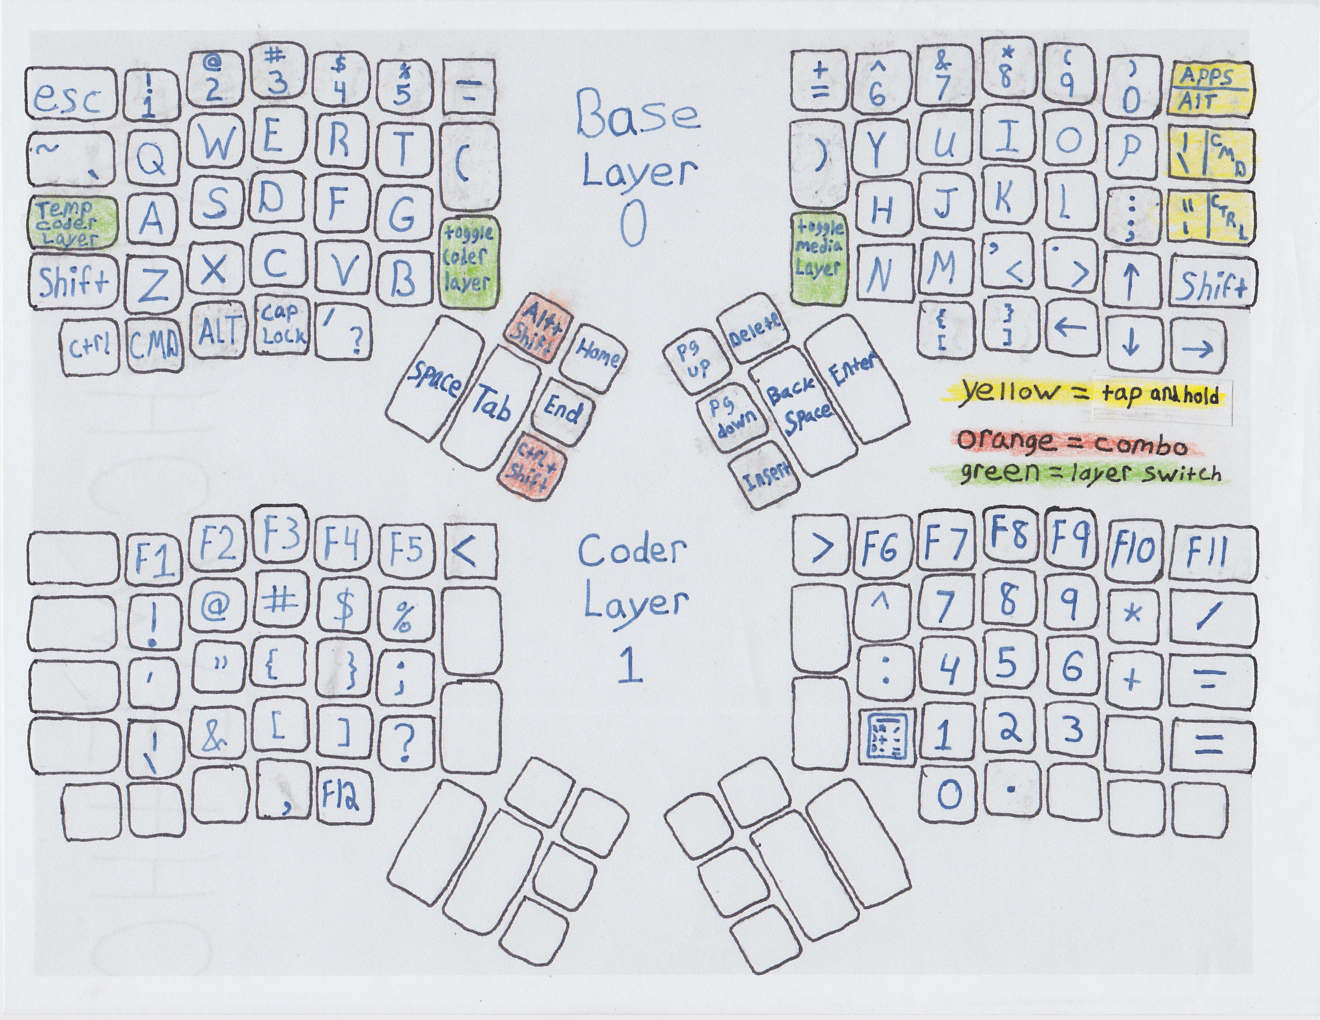 Base
Layer
0
esc
!
1
@
2
#
3
$
4
%
5
_
-
+
=
^
6
&
7
*
8
(
9
)
0
APPS
Alt
~
`
Q
W
E
R
T
(
)
Y
U
I
O
P
| CMD
\
Temp
coder
Layer
A
S
D
F
G
toggle
coder
layer
toggle
media
Layer
H
J
K
L
:
;
" CTRL
'
Shift
Z
X
C
V
B
N
M
, <
. >
↑
Shift
ctrl
CMD
ALT
Cap
Lock
/
?
{
[
}
]
←
↓
→
Alt+
Shift
Home
Space
Tab
End
ctrl+
Shift
Pg
up
Delete
Pg
down
Back
Space
Enter
Insert
yellow = tap and hold
orange = combo
green = layer switch
Coder
Layer
1
F1
F2
F3
F4
F5
<
>
F6
F7
F8
F9
F10
F11
!
@
#
$
%
^
7
8
9
*
/
'
"
{
}
;
:
4
5
6
+
|
\
&
[
]
?
1
2
3
=
,
F12
0
.